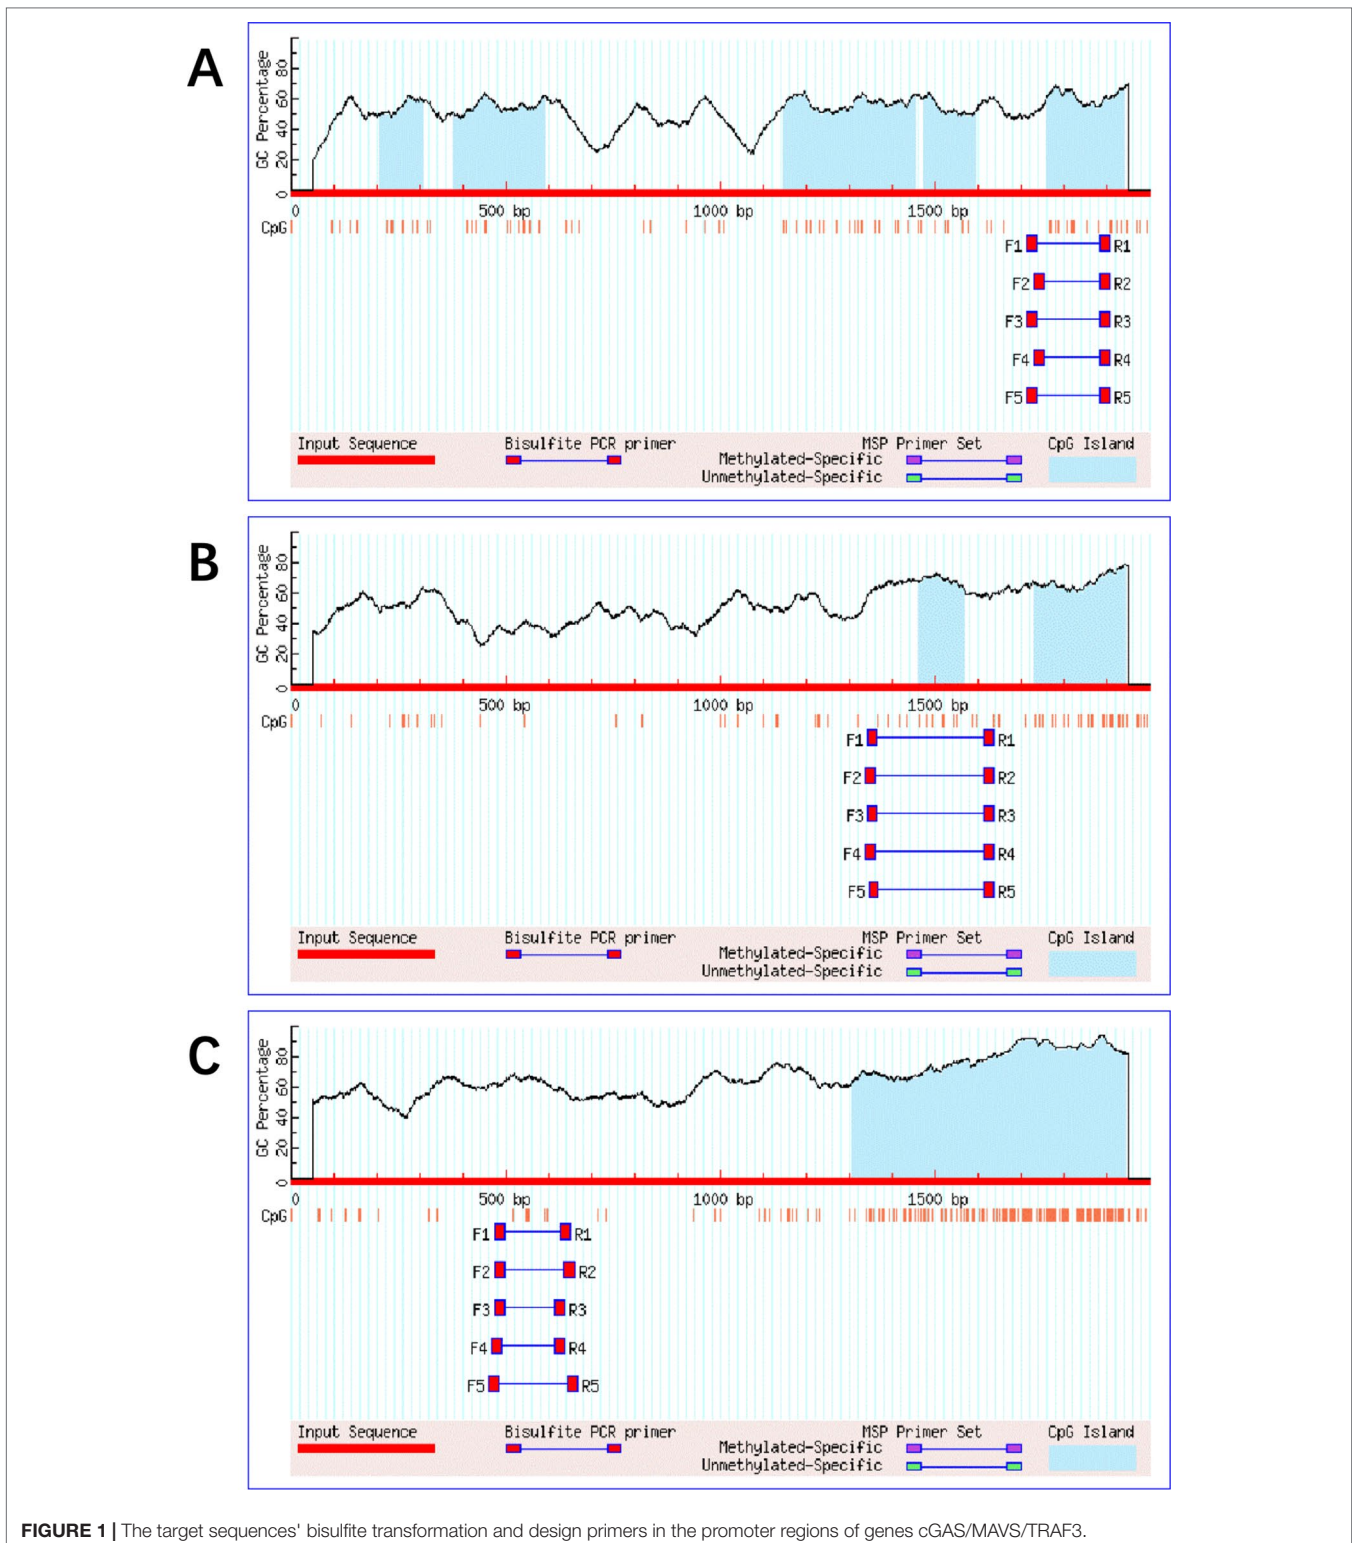 A
GC Percentage
80
60
40
20
0
0 500 bp 1000 bp 1500 bp
CpG
F1 R1
F2 R2
F3 R3
F4 R4
F5 R5
Input Sequence Bisulfite PCR primer MSP Primer Set CpG Island
Methylated-Specific
Unmethylated-Specific
B
GC Percentage
80
60
40
20
0
0 500 bp 1000 bp 1500 bp
CpG
F1 R1
F2 R2
F3 R3
F4 R4
F5 R5
Input Sequence Bisulfite PCR primer MSP Primer Set CpG Island
Methylated-Specific
Unmethylated-Specific
C
GC Percentage
80
60
40
20
0
0 500 bp 1000 bp 1500 bp
CpG
F1 R1
F2 R2
F3 R3
F4 R4
F5 R5
Input Sequence Bisulfite PCR primer MSP Primer Set CpG Island
Methylated-Specific
Unmethylated-Specific
FIGURE 1 | The target sequences' bisulfite transformation and design primers in the promoter regions of genes cGAS/MAVS/TRAF3.